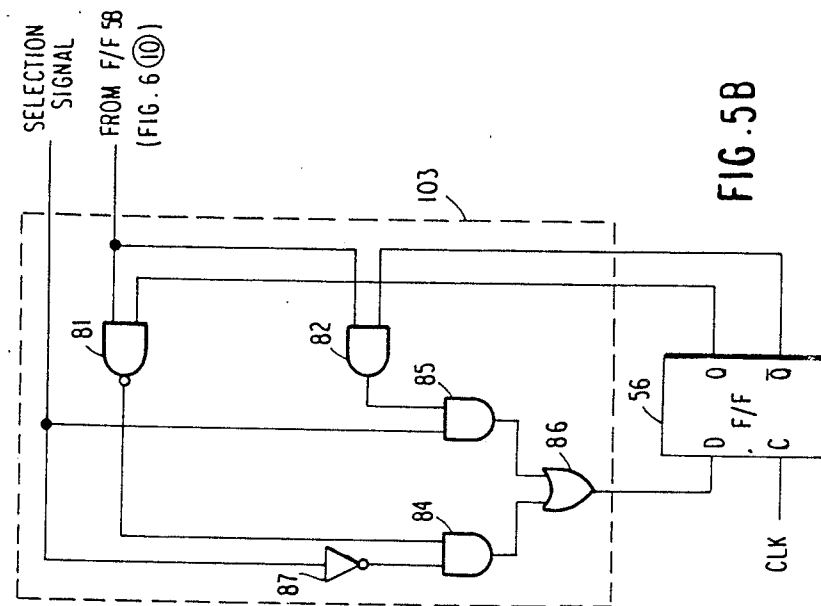 SELECTION
SIGNAL
FROM F/F 58
(FIG. 6 ⑩)
103
81
82
87
84
85
86
56
D
Q
F/F
C
Q̅
CLK
FIG.5B